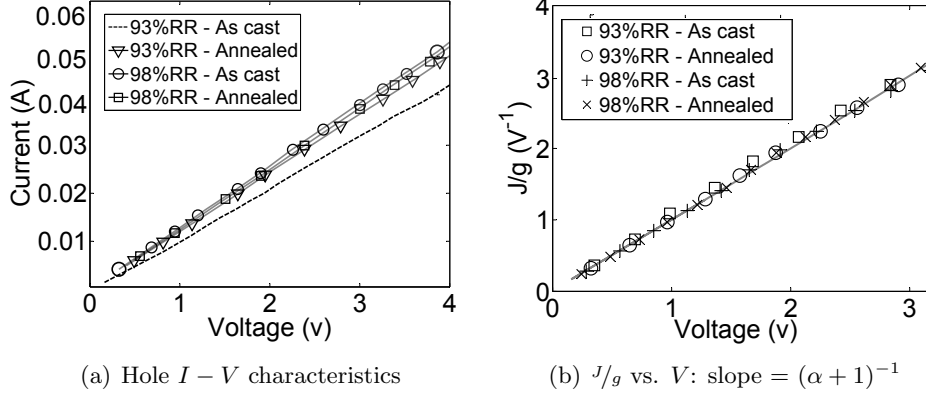 0.06
0.05
0.04
0.03
0.02
0.01
Current (A)
93%RR - As cast
93%RR - Annealed
98%RR - As cast
98%RR - Annealed
0 1 2 3 4
Voltage (v)
(a) Hole I − V characteristics
4
3
2
1
0
J/g (V⁻¹)
93%RR - As cast
93%RR - Annealed
98%RR - As cast
98%RR - Annealed
0 1 2 3
Voltage (v)
(b) J/g vs. V: slope = (α + 1)⁻¹